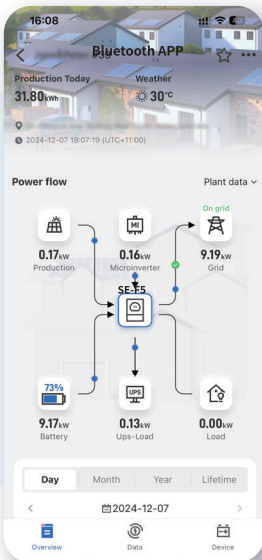 16:08
49
Bluetooth APP
Production Today
Weather
31.80kWh
30°C
2024-12-07 19:07:19 (UTC+11:00)
Power flow
Plant data
On grid
MI
0.17kW
0.16kW
9.19kW
Production
Microinverter
Grid
SE-F5
73%
UPS
9.17kW
0.13kW
0.00kW
Battery
Ups-Load
Load
Day
Month
Year
Lifetime
2024-12-07
Overview
Data
Device